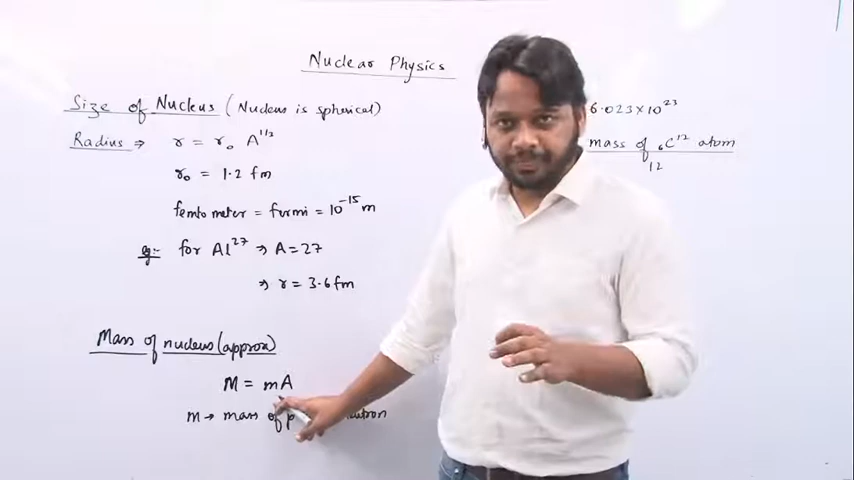 Nuclear Physics
Size of Nucleus (Nucleus is spherical)
Radius ⇒ r = r₀ A^1/3
r₀ = 1.2 fm
femto meter = furmi = 10^-15 m
eg:- for Al^27 ⇒ A = 27
⇒ r = 3.6 fm
Mass of nucleus (approx)
M = mA
m → mass of
6.023×10^23
mass of ₆C^12 atom
12